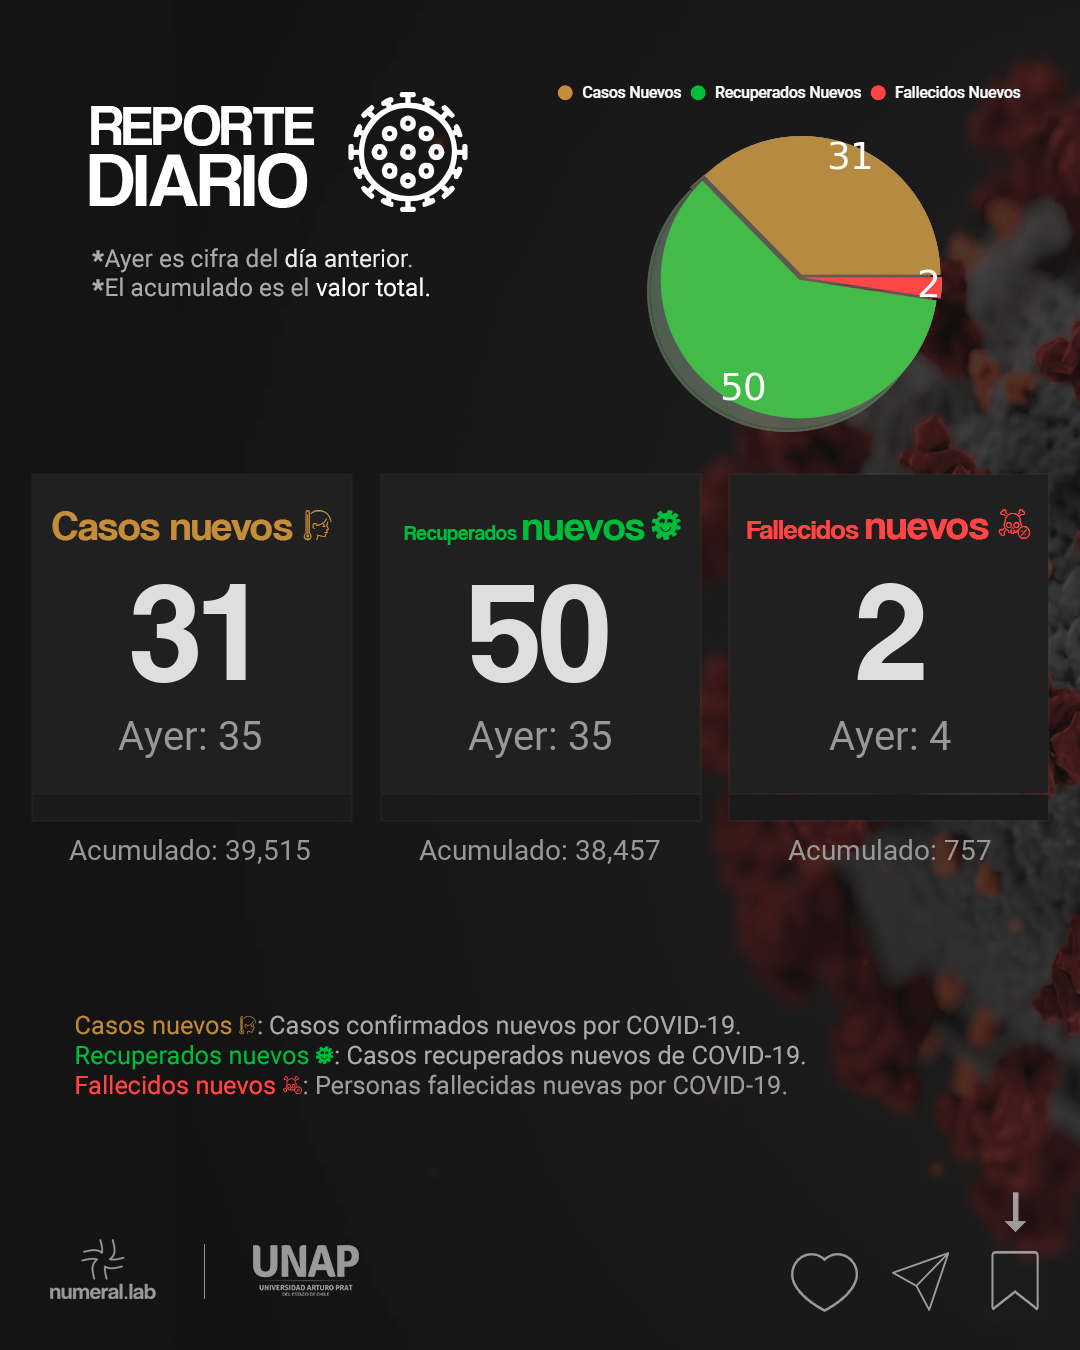 REPORTE
DIARIO
*Ayer es cifra del día anterior.
*El acumulado es el valor total.
Casos Nuevos Recuperados Nuevos Fallecidos Nuevos
31
2
50
Casos nuevos
31
Ayer: 35
Acumulado: 39,515
Recuperados nuevos
50
Ayer: 35
Acumulado: 38,457
Fallecidos nuevos
2
Ayer: 4
Acumulado: 757
Casos nuevos : Casos confirmados nuevos por COVID-19.
Recuperados nuevos : Casos recuperados nuevos de COVID-19.
Fallecidos nuevos : Personas fallecidas nuevas por COVID-19.
numeral.lab
UNAP
UNIVERSIDAD ARTURO PRAT
DEL ESTADO DE CHILE